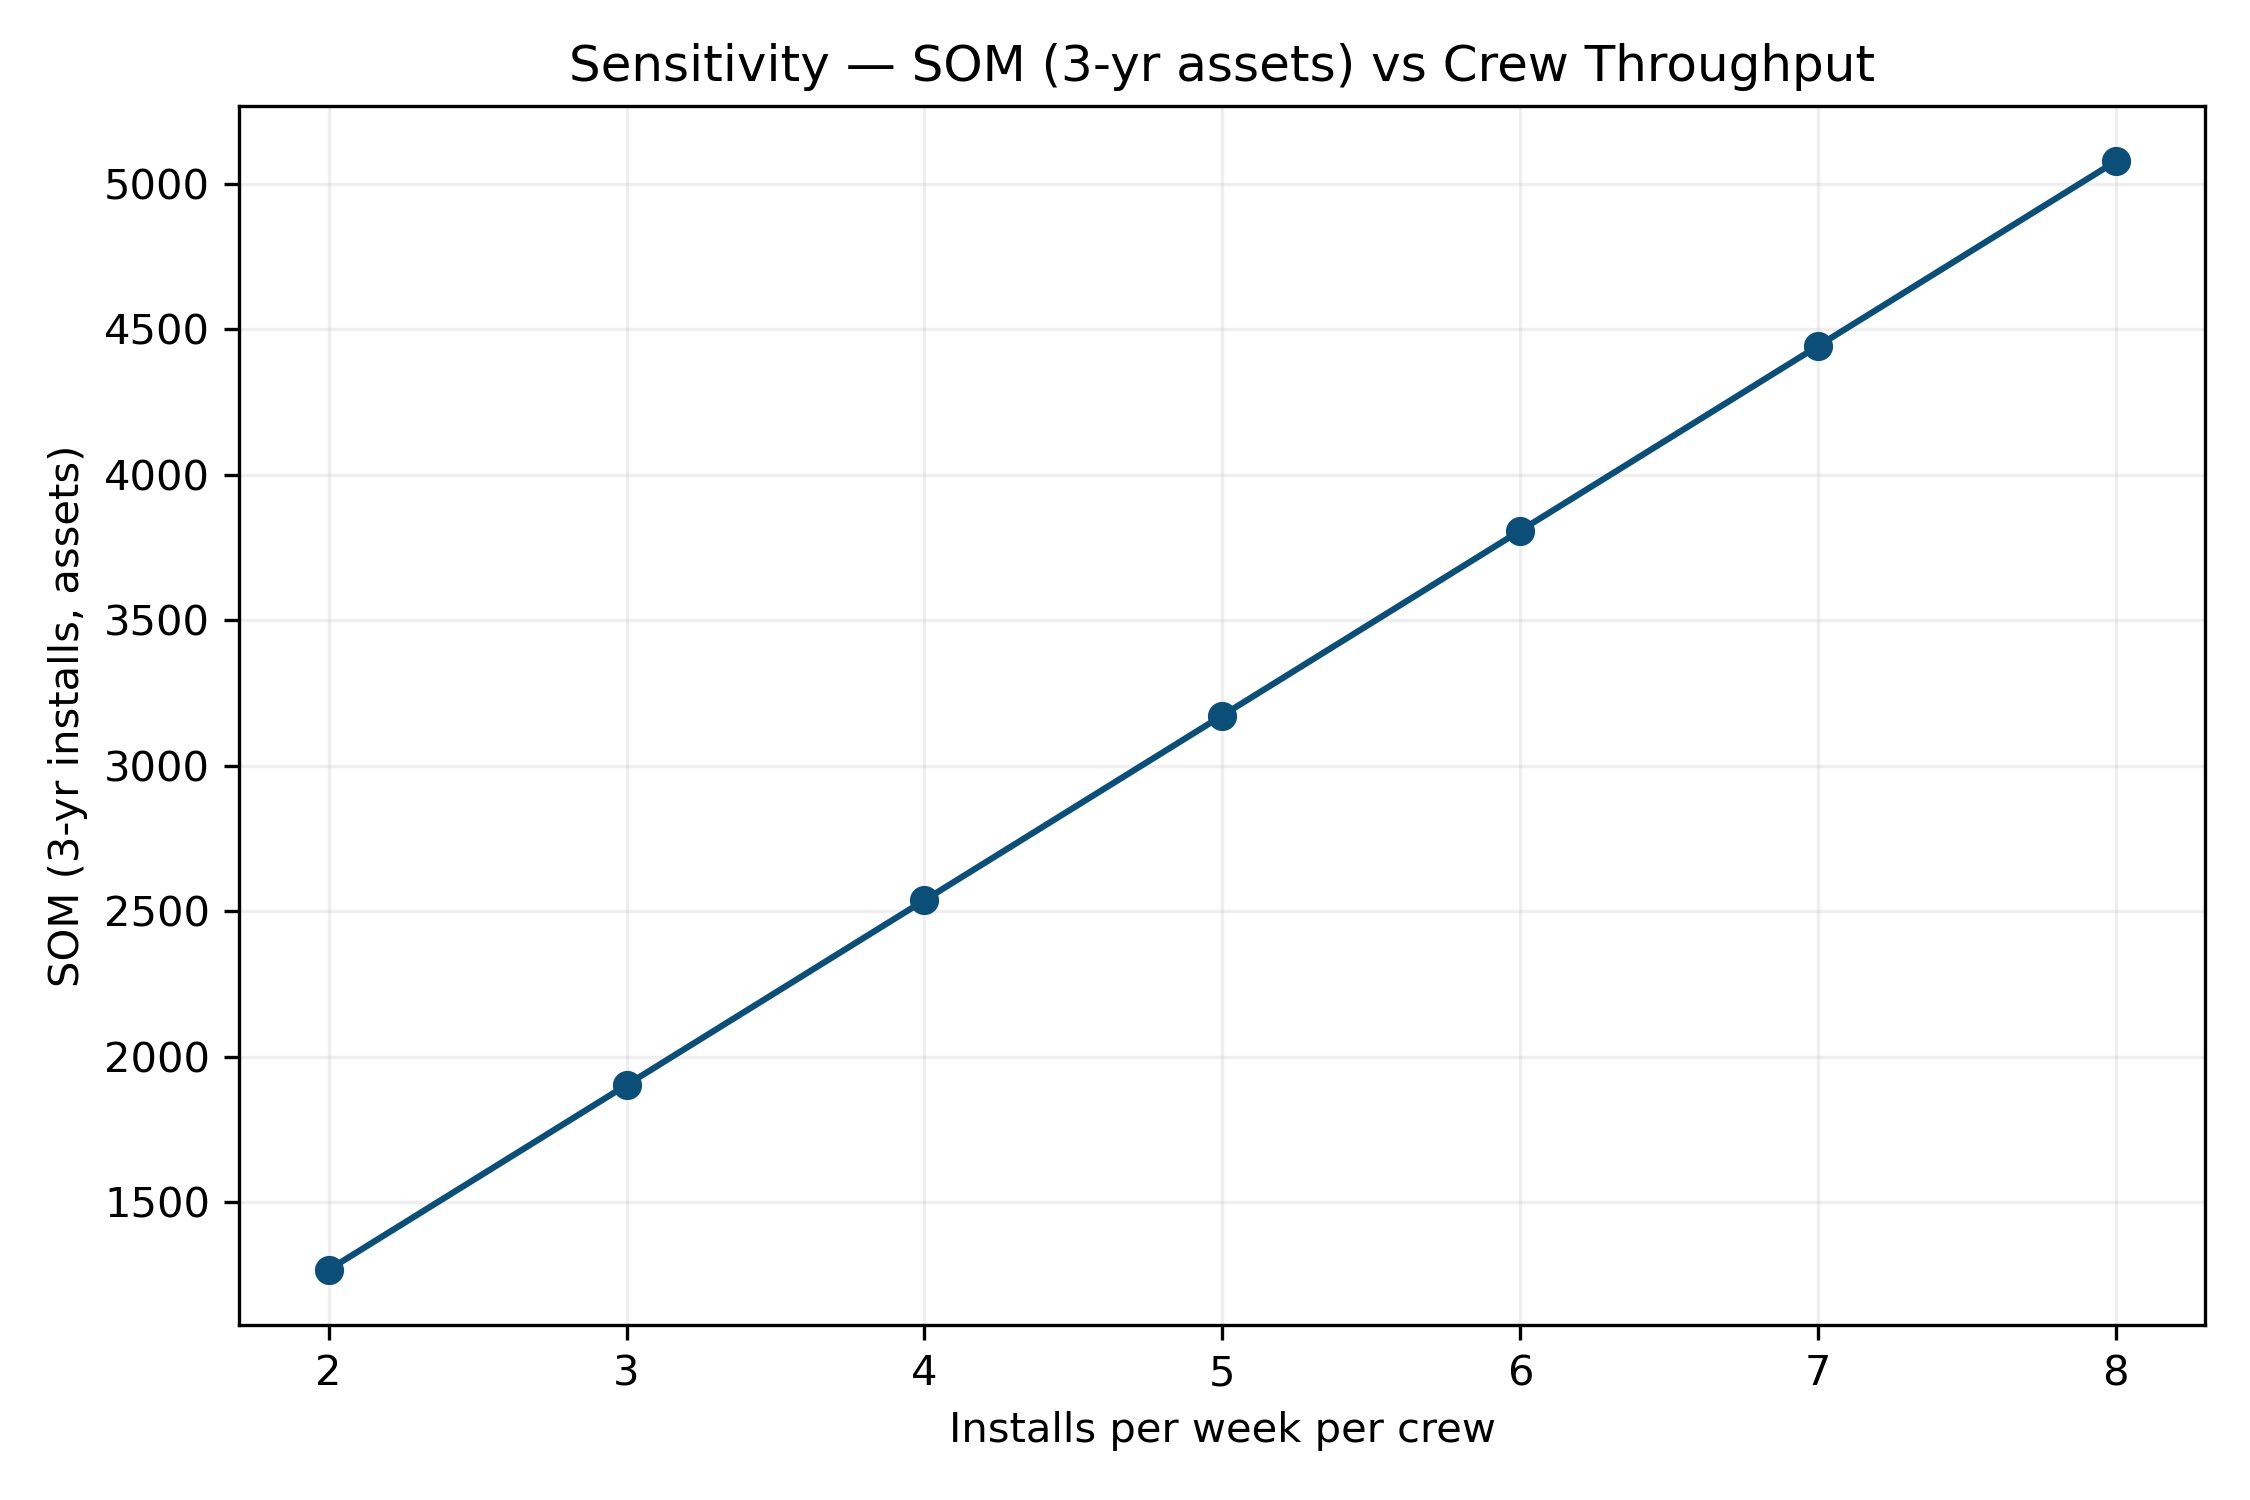 Sensitivity — SOM (3-yr assets) vs Crew Throughput
SOM (3-yr installs, assets)
5000
4500
4000
3500
3000
2500
2000
1500
2 3 4 5 6 7 8
Installs per week per crew